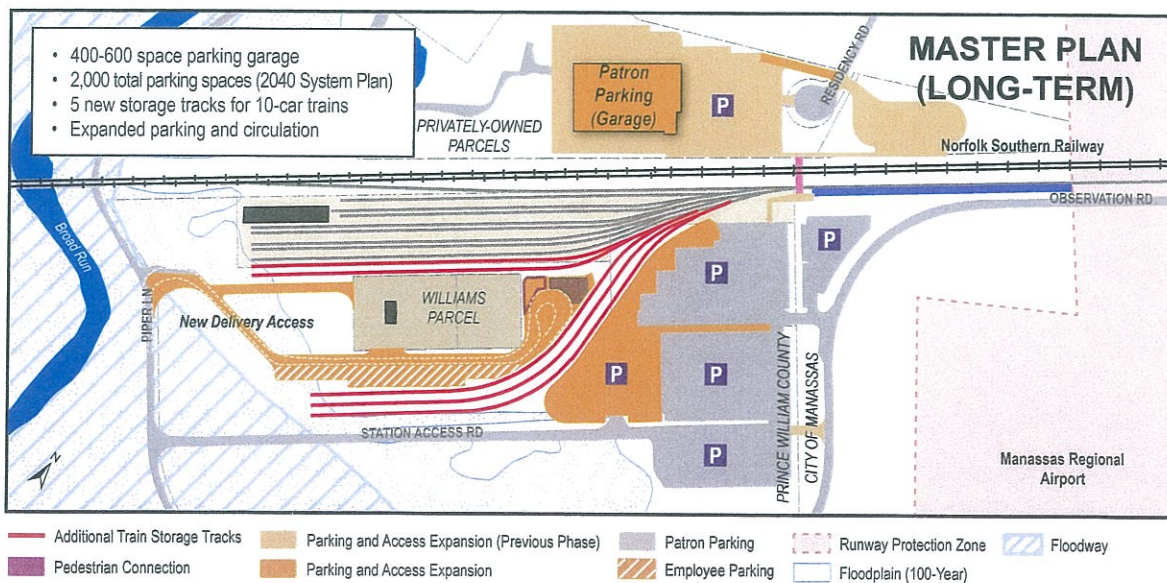 • 400-600 space parking garage
• 2,000 total parking spaces (2040 System Plan)
• 5 new storage tracks for 10-car trains
• Expanded parking and circulation
MASTER PLAN
(LONG-TERM)
Patron
Parking
(Garage)
P
RESIDENCY RD
PRIVATELY-OWNED
PARCELS
Norfolk Southern Railway
OBSERVATION RD
Broad Run
P
P
PIPER LN
New Delivery Access
WILLIAMS
PARCEL
P
P
PRINCE WILLIAM COUNTY
CITY OF MANASSAS
STATION ACCESS RD
P
Manassas Regional
Airport
N
Additional Train Storage Tracks
Parking and Access Expansion (Previous Phase)
Patron Parking
Runway Protection Zone
Floodway
Pedestrian Connection
Parking and Access Expansion
Employee Parking
Floodplain (100-Year)